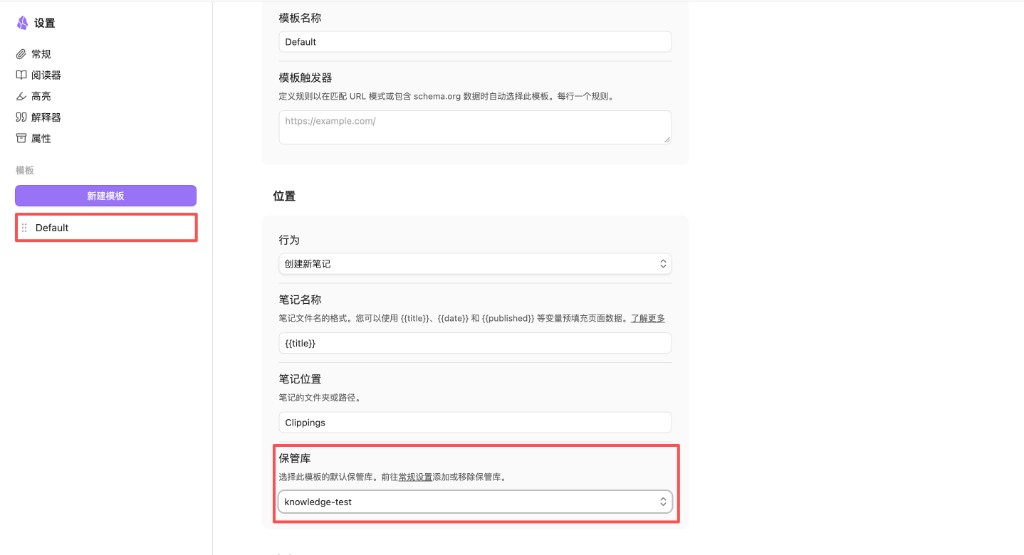 设置
常规
阅读器
高亮
解释器
属性
模板
新建模板
Default
模板名称
Default
模板触发器
定义规则以在匹配 URL 模式或包含 schema.org 数据时自动选择此模板。每行一个规则。
https://example.com/
位置
行为
创建新笔记
笔记名称
笔记文件名的格式。您可以使用 {{title}}、{{date}} 和 {{published}} 等变量预填充页面数据。了解更多
{{title}}
笔记位置
笔记的文件夹或路径。
Clippings
保管库
选择此模板的默认保管库。前往常规设置添加或移除保管库。
knowledge-test